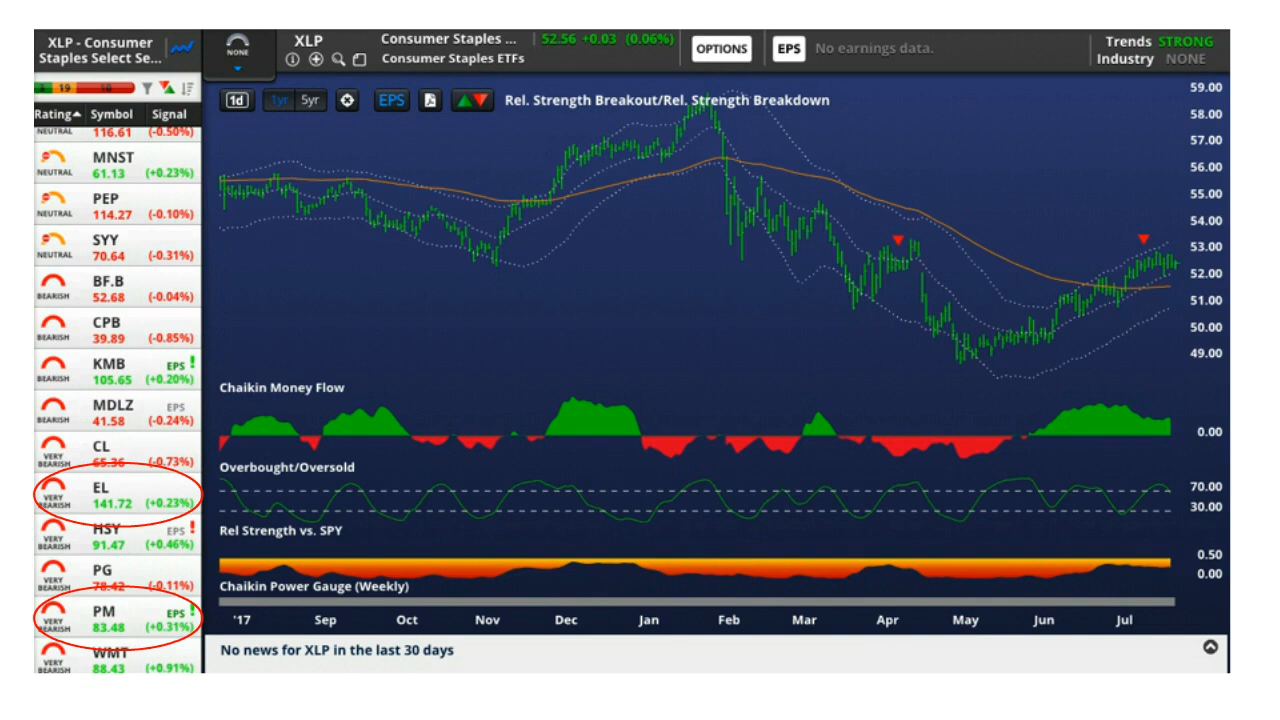 XLP - Consumer
Staples Select Se...
NONE
XLP
Consumer Staples ...
52.56 +0.03 (0.06%)
Consumer Staples ETFs
OPTIONS
EPS
No earnings data.
Trends STRONG
Industry NONE
19
18
Rating Symbol Signal
NEUTRAL 116.61 (-0.50%)
MNST
NEUTRAL 61.13 (+0.23%)
PEP
NEUTRAL 114.27 (-0.10%)
SYY
NEUTRAL 70.64 (-0.31%)
BF.B
BEARISH 52.68 (-0.04%)
CPB
BEARISH 39.89 (-0.85%)
KMB EPS !
BEARISH 105.65 (+0.20%)
MDLZ EPS
BEARISH 41.58 (-0.24%)
CL
VERY
BEARISH 65.36 (-0.73%)
EL
VERY
BEARISH 141.72 (+0.23%)
HSY EPS !
VERY
BEARISH 91.47 (+0.46%)
PG
VERY
BEARISH 78.42 (-0.11%)
PM EPS !
VERY
BEARISH 83.48 (+0.31%)
WMT
VERY
BEARISH 88.43 (+0.91%)
1d 1yr 5yr EPS Rel. Strength Breakout/Rel. Strength Breakdown
59.00
58.00
57.00
56.00
55.00
54.00
53.00
52.00
51.00
50.00
49.00
Chaikin Money Flow
0.00
Overbought/Oversold
70.00
30.00
Rel Strength vs. SPY
0.50
0.00
Chaikin Power Gauge (Weekly)
'17 Sep Oct Nov Dec Jan Feb Mar Apr May Jun Jul
No news for XLP in the last 30 days